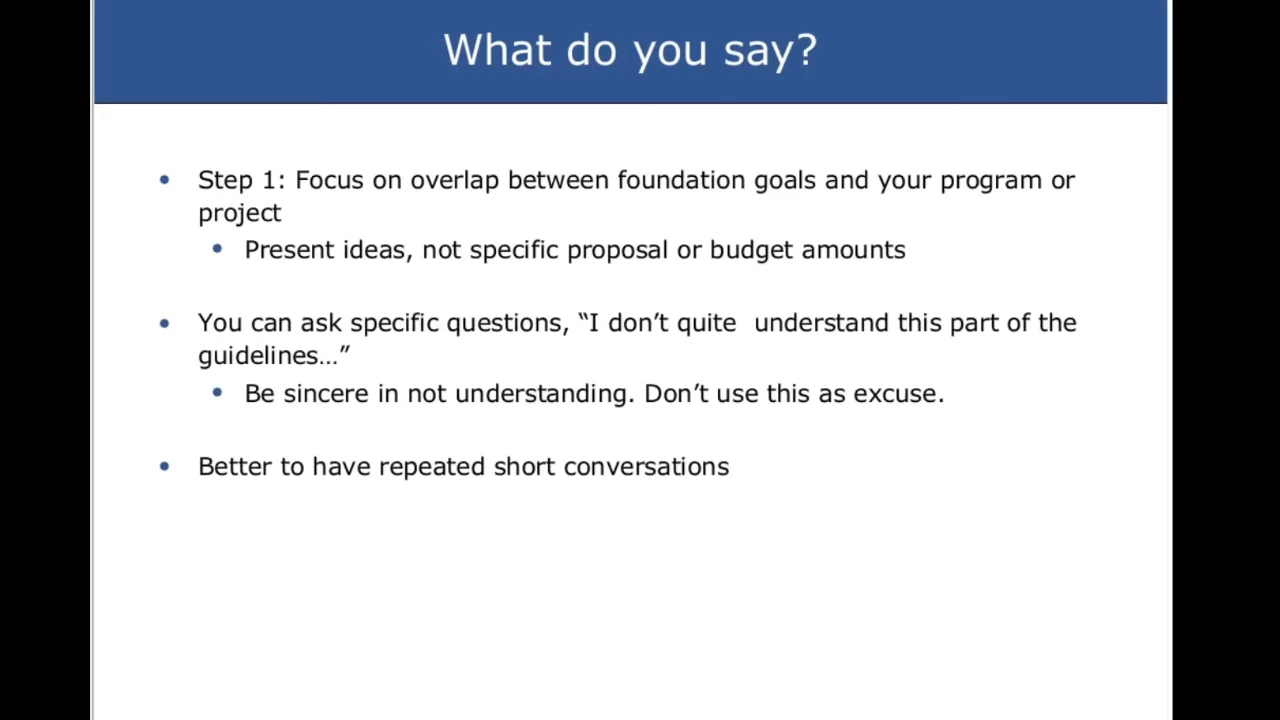 What do you say?
• Step 1: Focus on overlap between foundation goals and your program or
project
• Present ideas, not specific proposal or budget amounts
• You can ask specific questions, “I don’t quite  understand this part of the
guidelines…”
• Be sincere in not understanding. Don’t use this as excuse.
• Better to have repeated short conversations